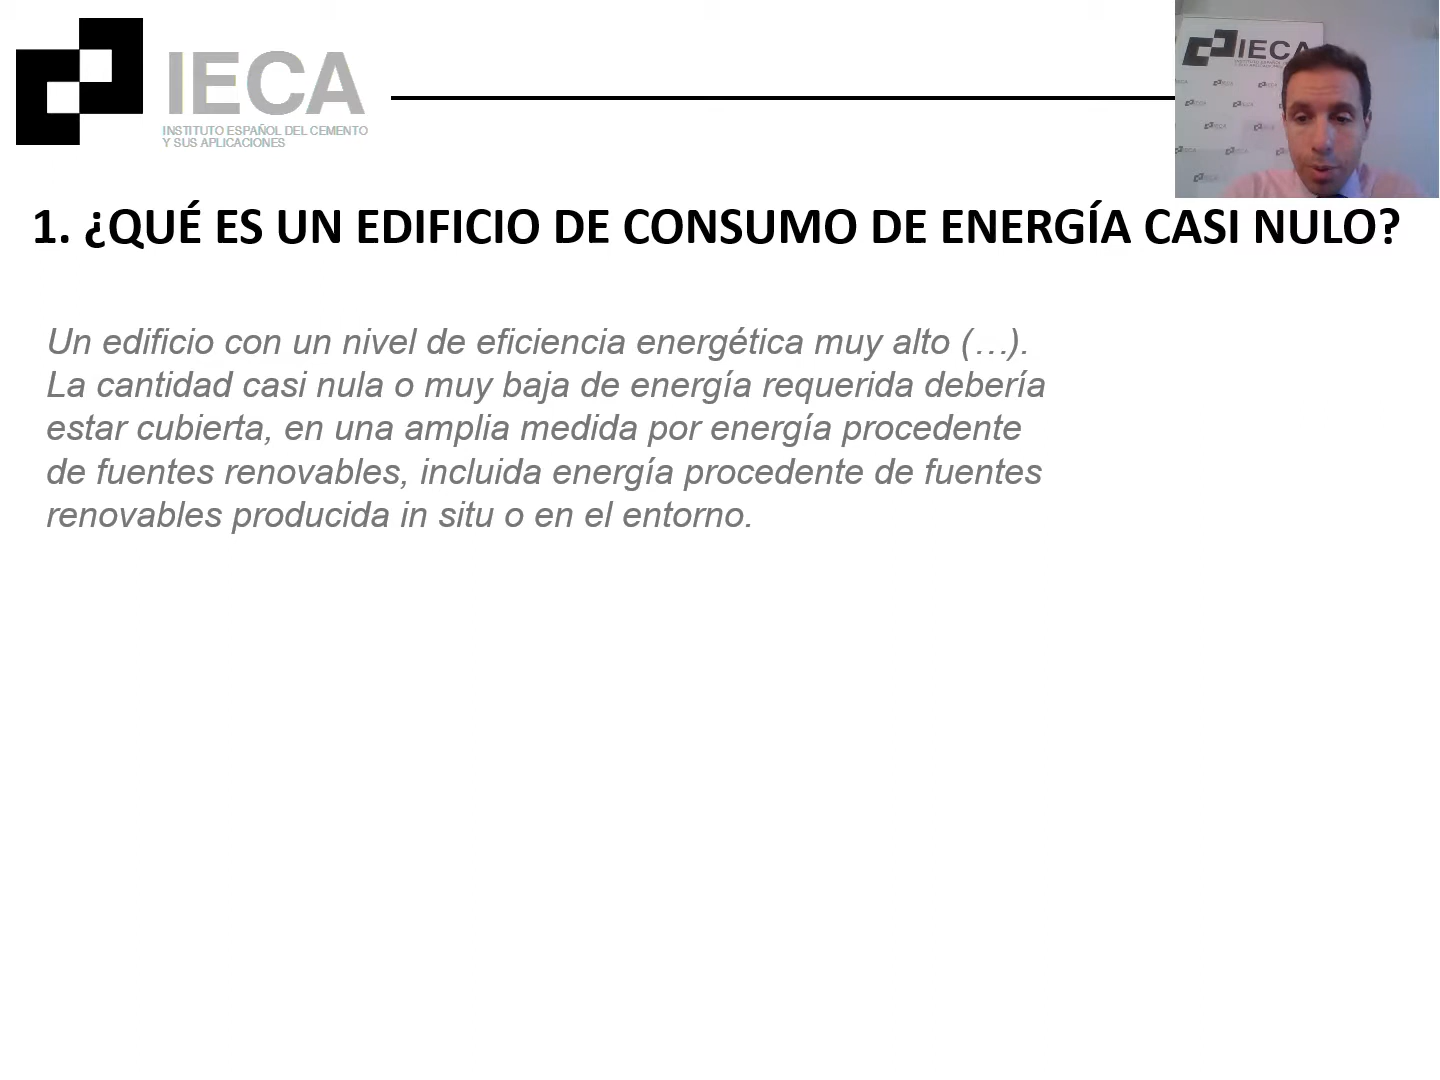 IECA
INSTITUTO ESPAÑOL DEL CEMENTO
Y SUS APLICACIONES
IECA
1. ¿QUÉ ES UN EDIFICIO DE CONSUMO DE ENERGÍA CASI NULO?
Un edificio con un nivel de eficiencia energética muy alto (…).
La cantidad casi nula o muy baja de energía requerida debería
estar cubierta, en una amplia medida por energía procedente
de fuentes renovables, incluida energía procedente de fuentes
renovables producida in situ o en el entorno.